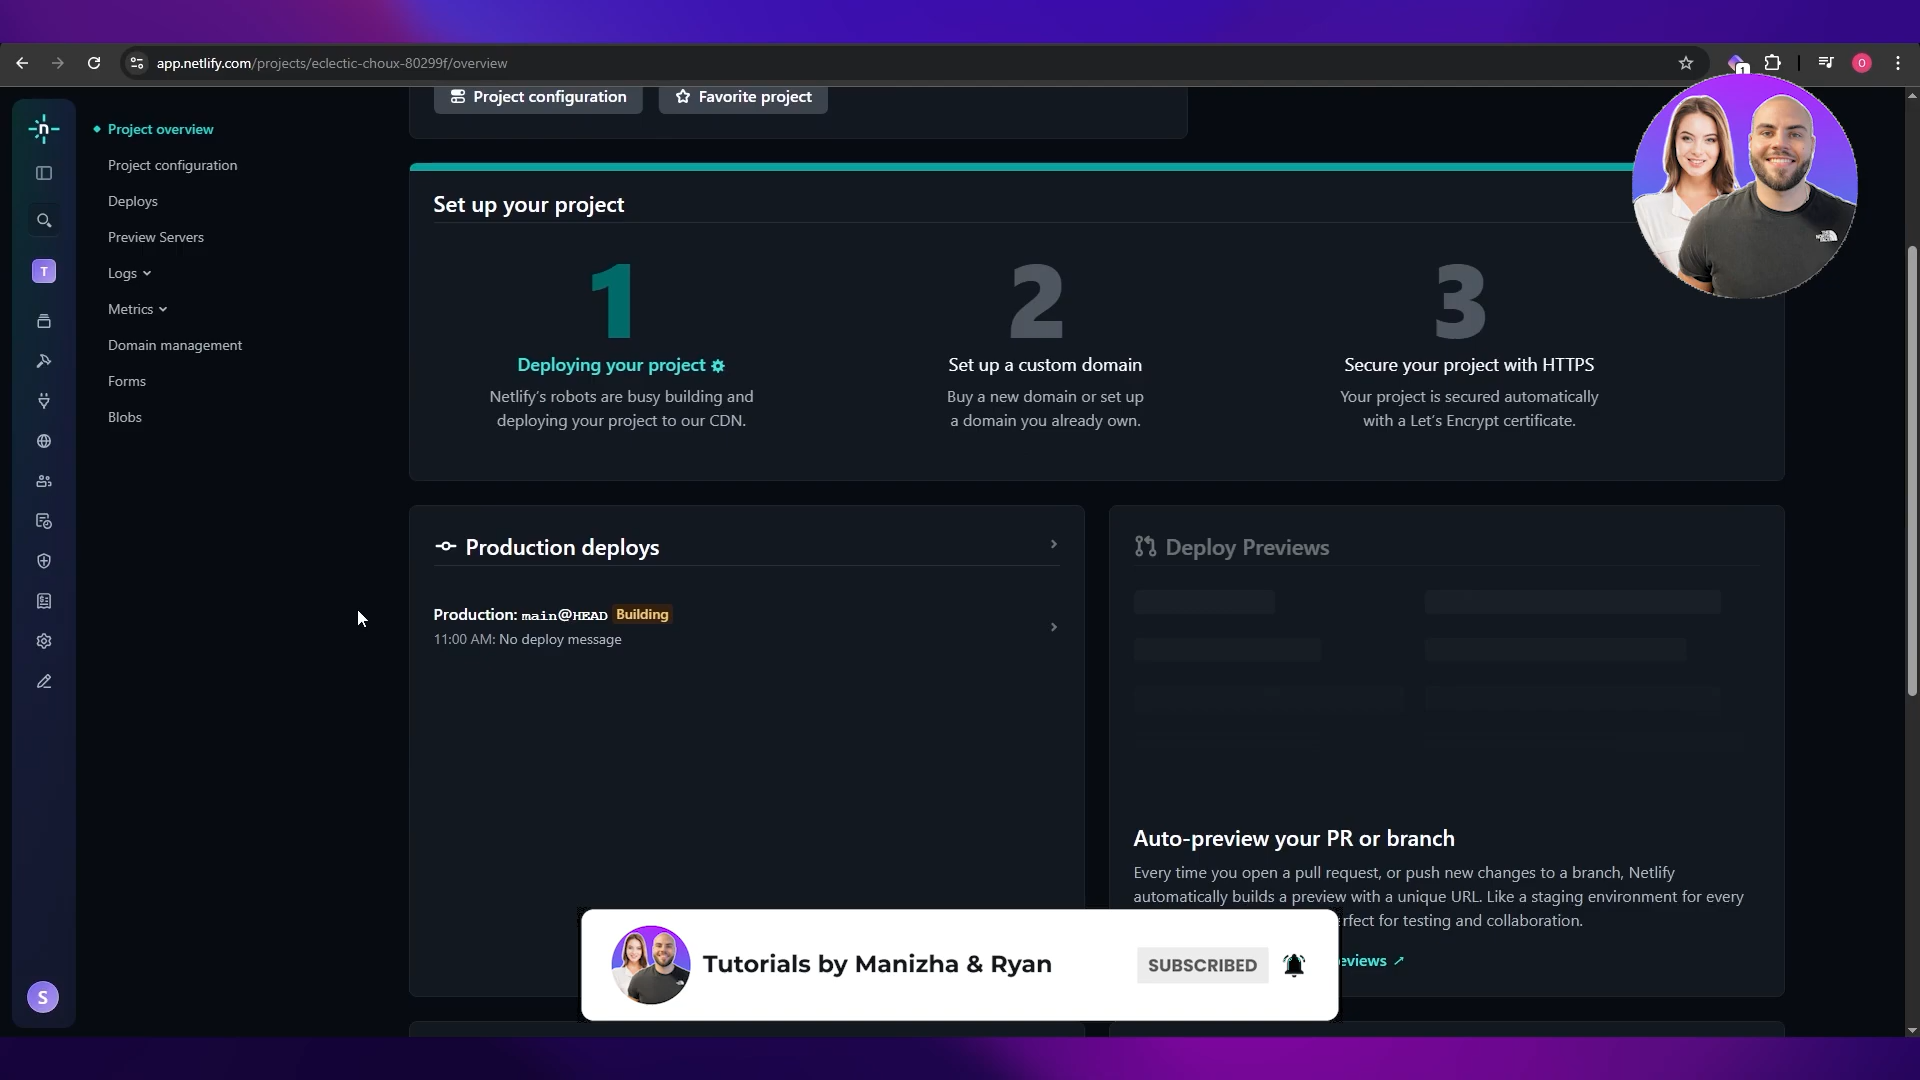 app.netlify.com/projects/eclectic-choux-80299f/overview
1
O
Project configuration
Favorite project
Project overview
Project configuration
Deploys
Preview Servers
Logs
Metrics
Domain management
Forms
Blobs
n
T
S
Set up your project
1
Deploying your project
Netlify's robots are busy building and
deploying your project to our CDN.
2
Set up a custom domain
Buy a new domain or set up
a domain you already own.
3
Secure your project with HTTPS
Your project is secured automatically
with a Let's Encrypt certificate.
Production deploys
Production: main@HEAD Building
11:00 AM: No deploy message
Deploy Previews
Auto-preview your PR or branch
Every time you open a pull request, or push new changes to a branch, Netlify
automatically builds a preview with a unique URL. Like a staging environment for every
for testing and collaboration.
Tutorials by Manizha & Ryan
SUBSCRIBED